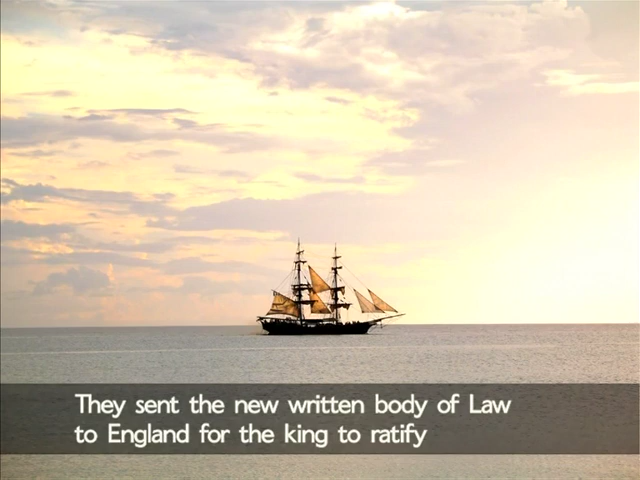 They sent the new written body of Law
to England for the king to ratify